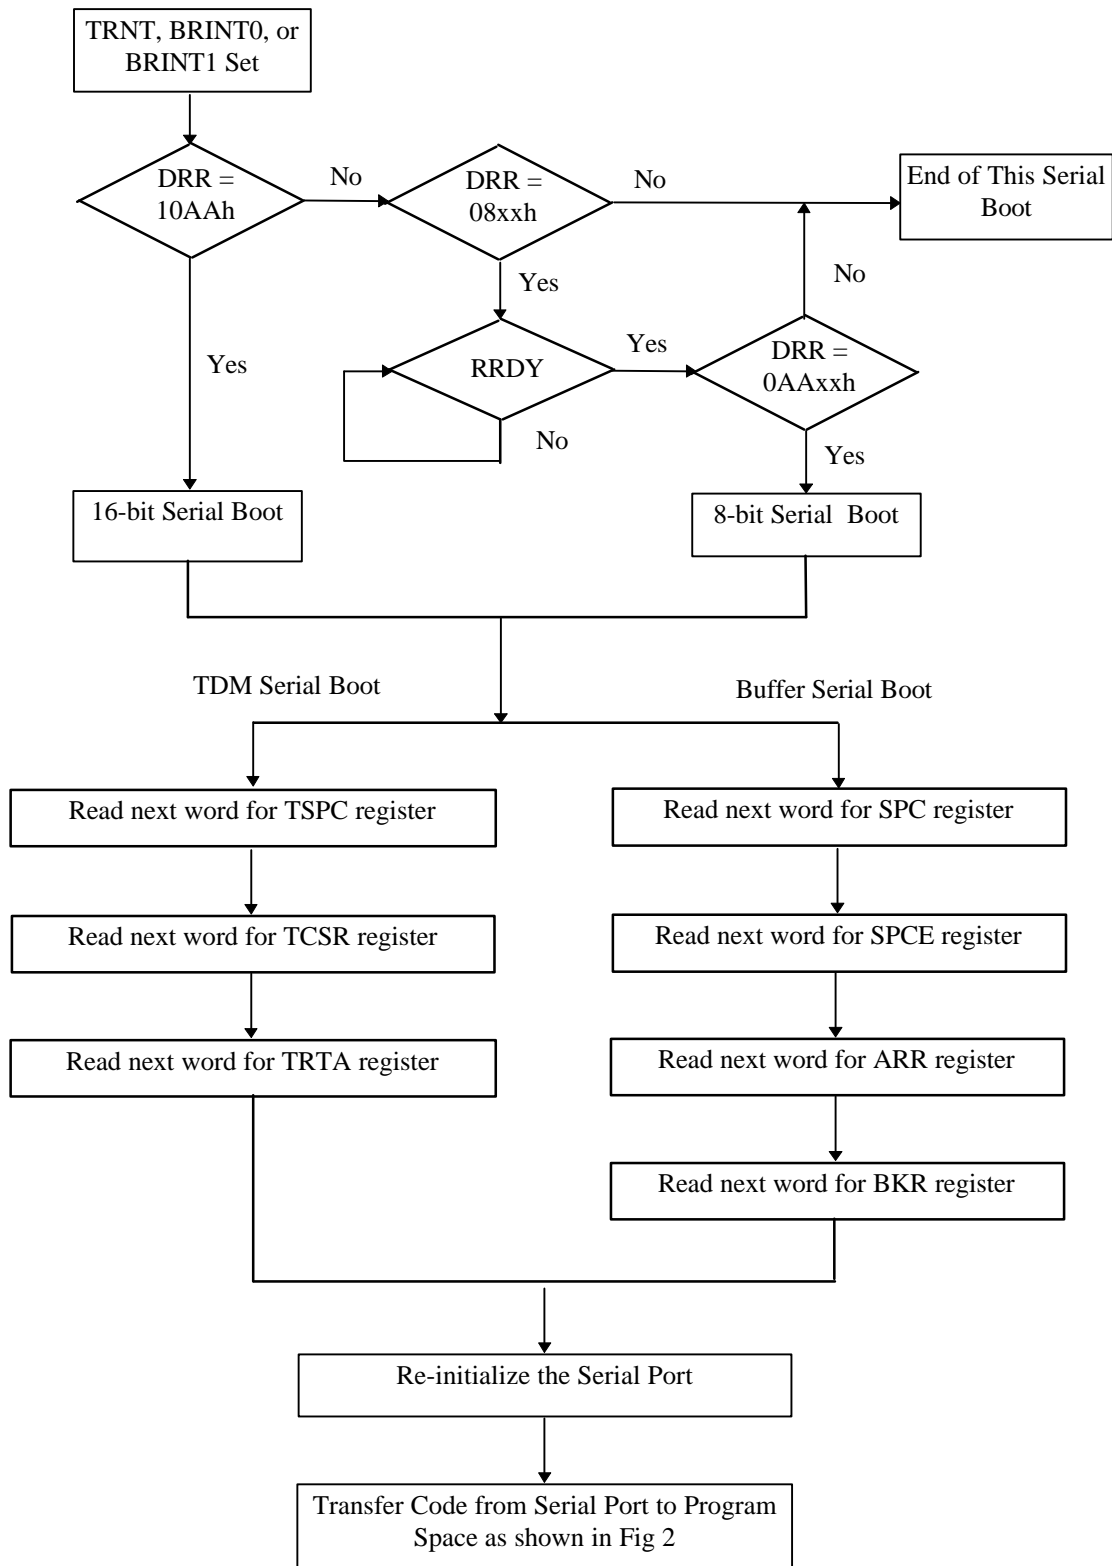 TRNT, BRINT0, or
BRINT1 Set
DRR =
10AAh
No
DRR =
08xxh
No
End of This Serial
Boot
Yes
No
Yes
RRDY
Yes
DRR =
0AAxxh
No
Yes
16-bit Serial Boot
8-bit Serial Boot
TDM Serial Boot
Buffer Serial Boot
Read next word for TSPC register
Read next word for SPC register
Read next word for TCSR register
Read next word for SPCE register
Read next word for TRTA register
Read next word for ARR register
Read next word for BKR register
Re-initialize the Serial Port
Transfer Code from Serial Port to Program
Space as shown in Fig 2